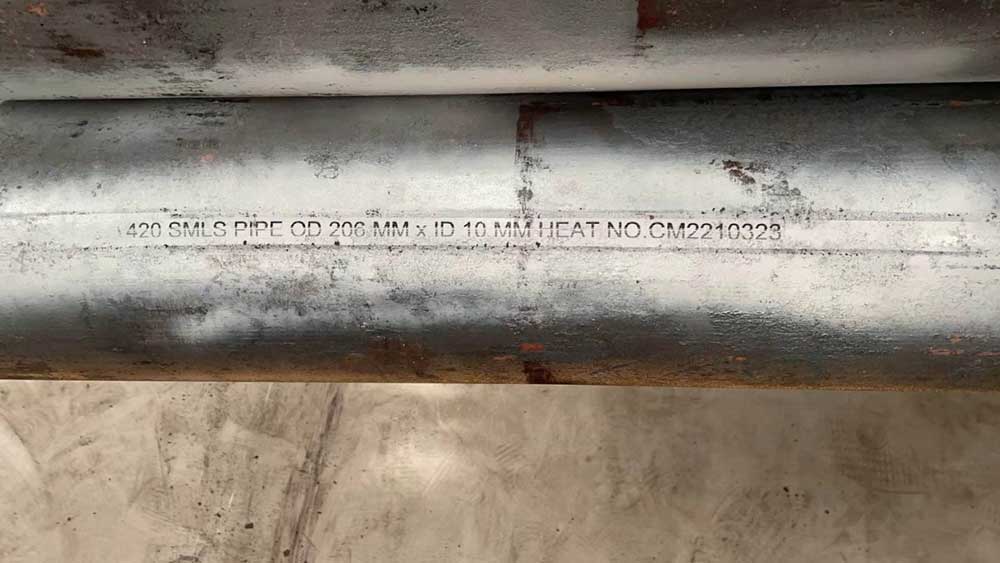 420 SMLS PIPE OD 206 MM x ID 10 MM HEAT NO.CM2210323